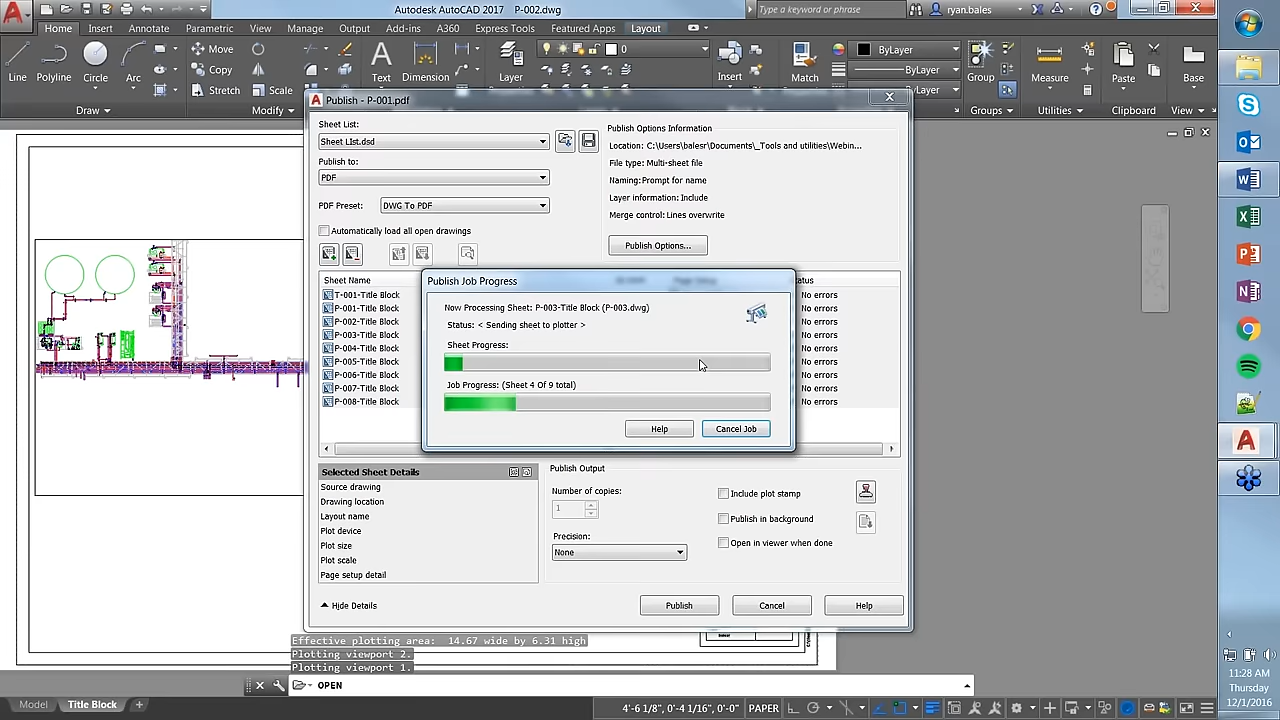 Autodesk AutoCAD 2017 P-002.dwg
Type a keyword or phrase
ryan.bales
Home Insert Annotate Parametric View Manage Output Add-ins A360 Express Tools Featured Apps Layout
Line Polyline Circle Arc
Move
Copy
Stretch
Scale
Text Dimension Layer
0
Insert
Match
ByLayer
ByLayer
ByLayer
Group
Measure
Paste
Base
Draw
Modify
Groups
Utilities
Clipboard
View
Publish - P-001.pdf
Sheet List:
Sheet LIst.dsd
Publish to:
PDF
PDF Preset:
DWG To PDF
Automatically load all open drawings
Publish Options Information
Location: C:\Users\balesr\Documents\_Tools and utilities\Webin...
File type: Multi-sheet file
Naming: Prompt for name
Layer information: Include
Merge control: Lines overwrite
Publish Options...
Sheet Name
T-001-Title Block
P-001-Title Block
P-002-Title Block
P-003-Title Block
P-004-Title Block
P-005-Title Block
P-006-Title Block
P-007-Title Block
P-008-Title Block
tatus
No errors
No errors
No errors
No errors
No errors
No errors
No errors
No errors
No errors
Publish Job Progress
Now Processing Sheet: P-003-Title Block (P-003.dwg)
Status: < Sending sheet to plotter >
Sheet Progress:
Job Progress: (Sheet 4 Of 9 total)
Help
Cancel Job
Selected Sheet Details
Source drawing
Drawing location
Layout name
Plot device
Plot size
Plot scale
Page setup detail
Hide Details
Publish Output
Number of copies:
1
Precision:
None
Include plot stamp
Publish in background
Open in viewer when done
Publish
Cancel
Help
Effective plotting area: 14.67 wide by 6.31 high
Plotting viewport 2.
Plotting viewport 1.
OPEN
Model
Title Block
4'-6 1/8", 0'-4 1/16", 0'-0"
PAPER
11:28 AM
Thursday
12/1/2016